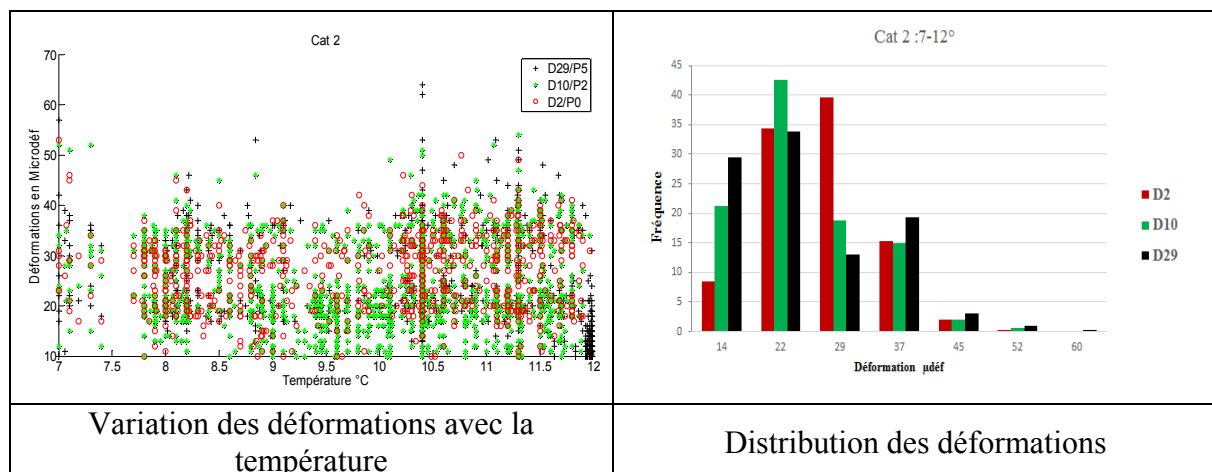 Cat 2
Déformations en Microdéf
70
60
50
40
30
20
10
D29/P5
D10/P2
D2/P0
7
7.5
8
8.5
9
9.5
10
10.5
11
11.5
12
Température °C
Cat 2 :7-12°
Fréquence
45
40
35
30
25
20
15
10
5
0
14
22
29
37
45
52
60
Déformation µdéf
D2
D10
D29
Variation des déformations avec la
température
Distribution des déformations